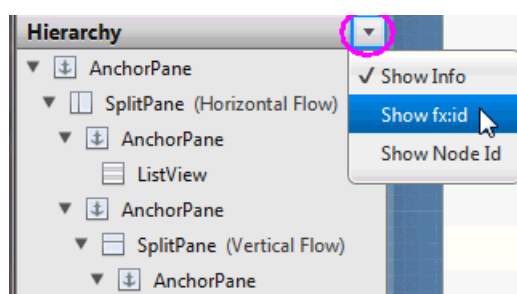 Hierarchy
AnchorPane
SplitPane (Horizontal Flow)
AnchorPane
ListView
AnchorPane
SplitPane (Vertical Flow)
AnchorPane
✓ Show Info
Show fx:id
Show Node Id